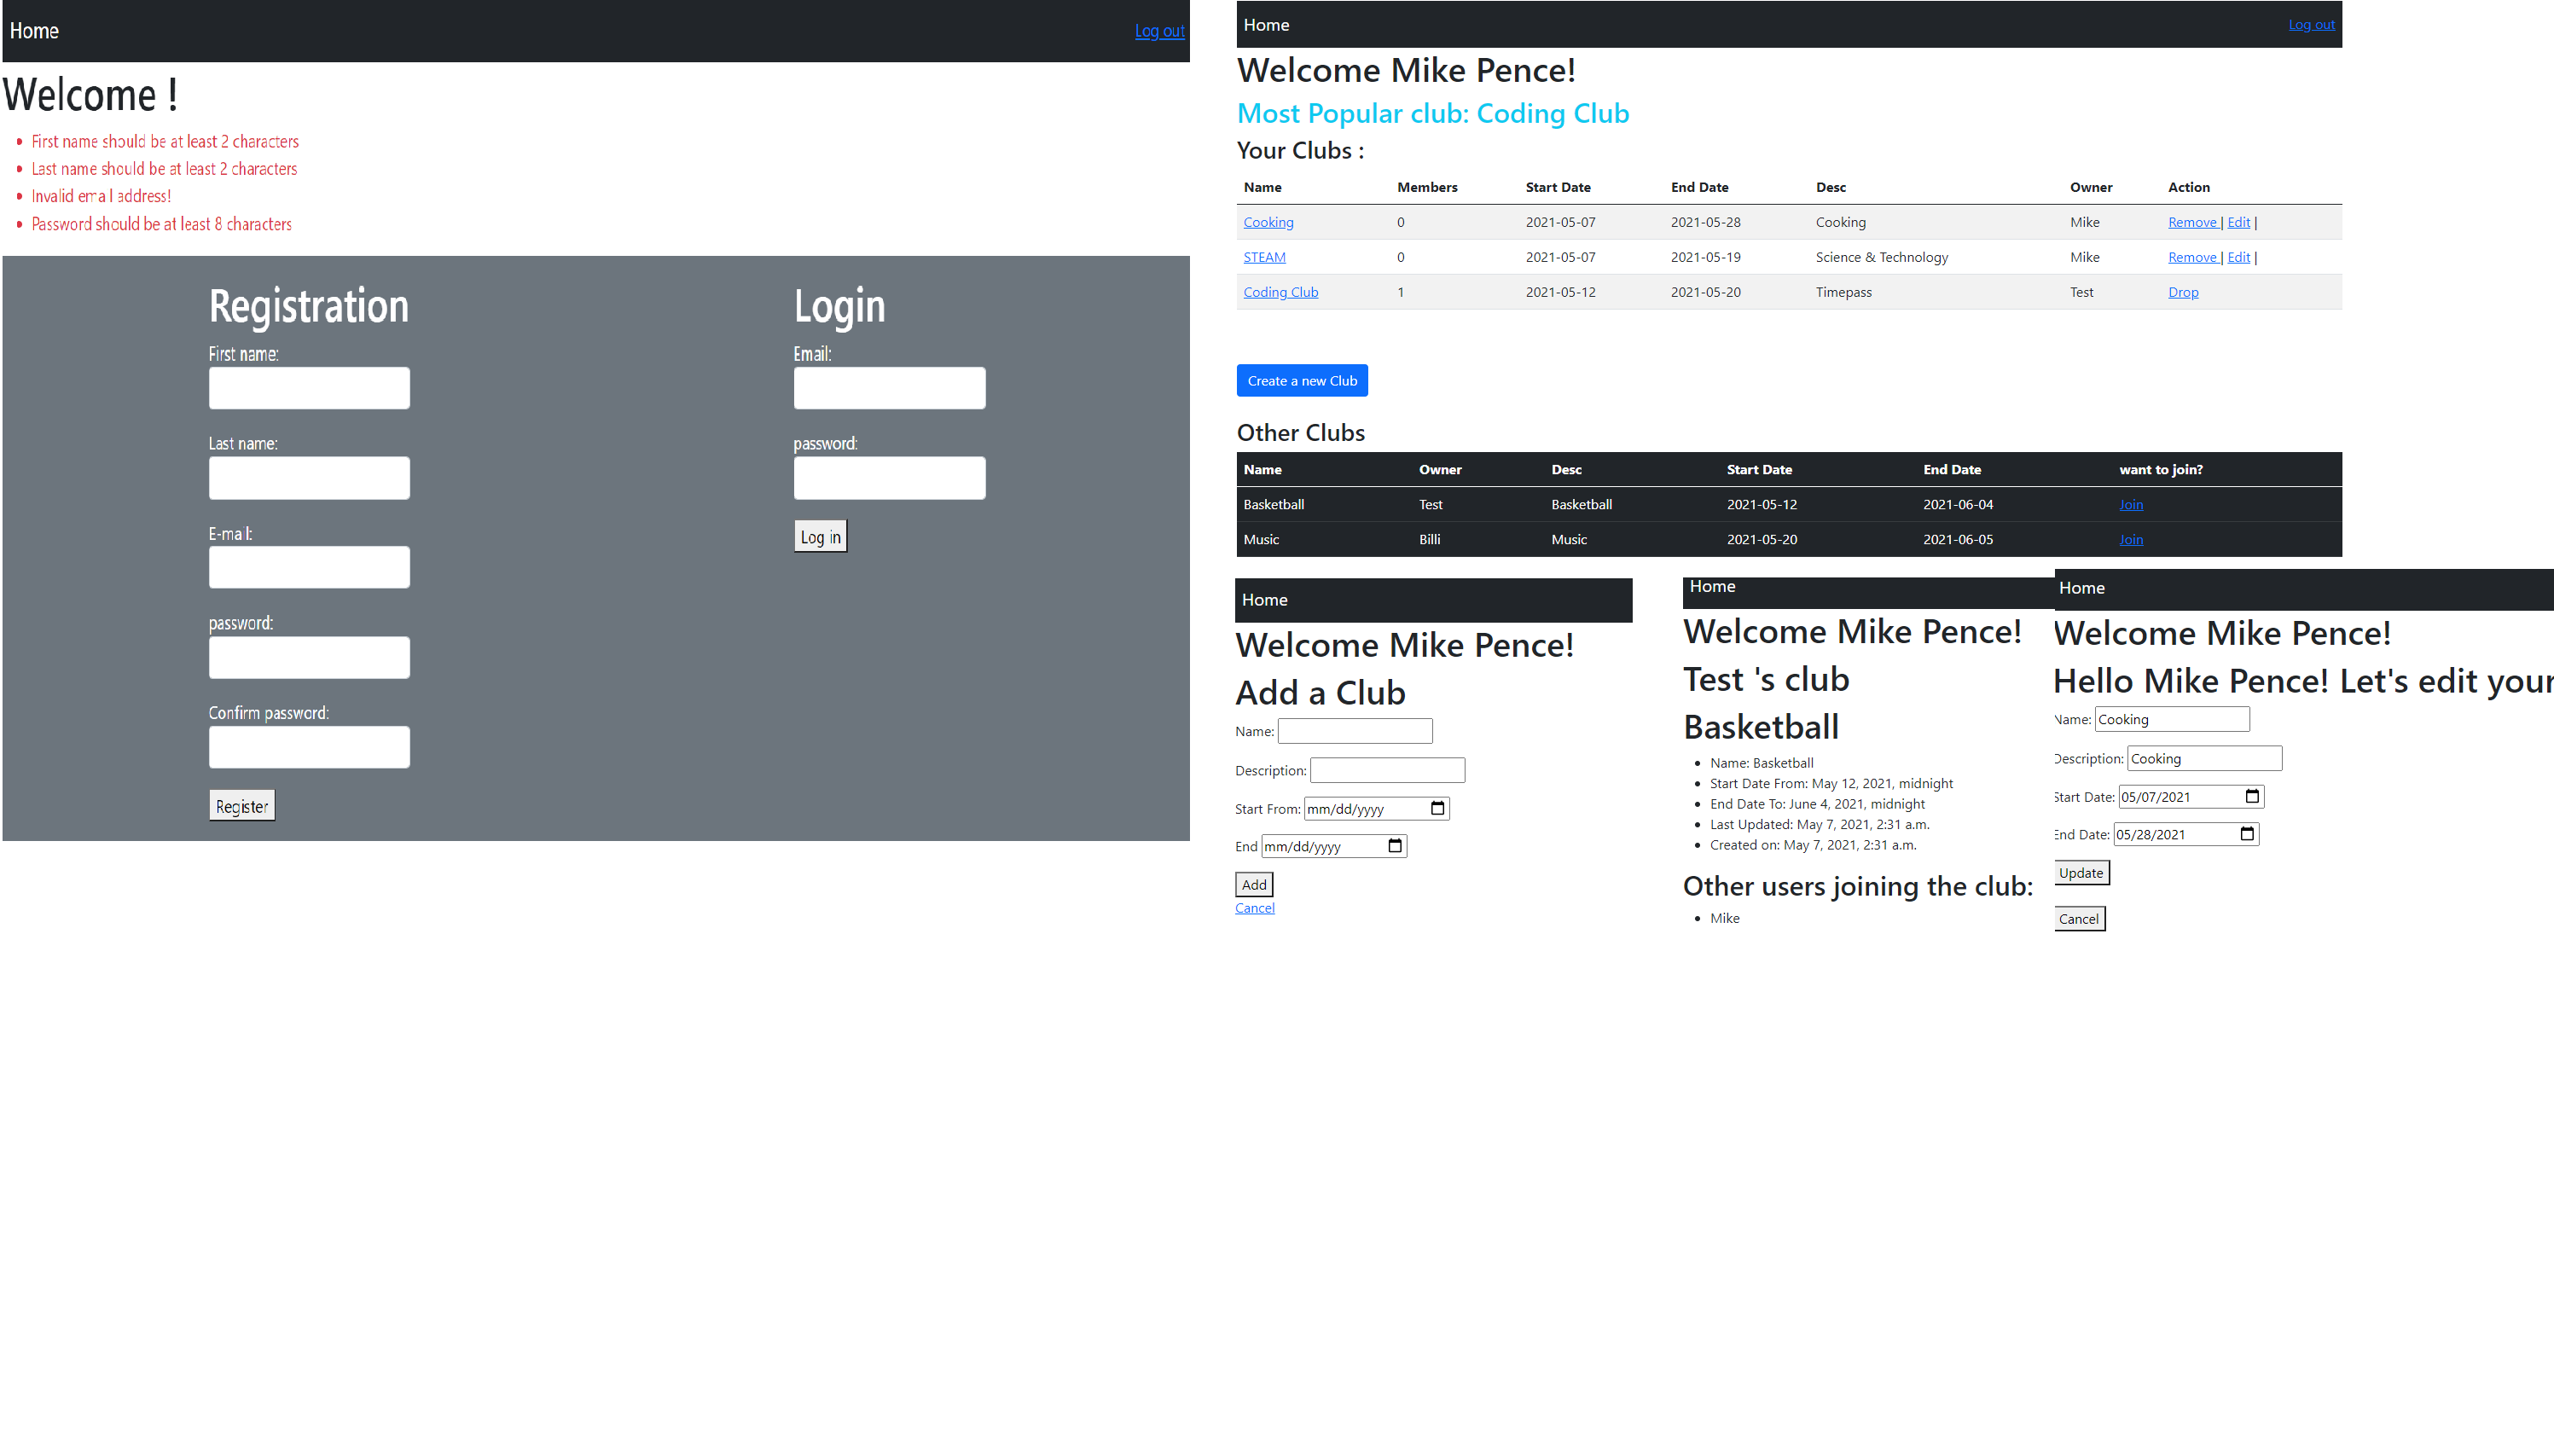 Home Log out
Welcome !
First name should be at least 2 characters
Last name should be at least 2 characters
Invalid email address!
Password should be at least 8 characters
Registration
First name:
Last name:
E-mail:
password:
Confirm password:
Register
Login
Email:
password:
Log in
Home Log out
Welcome Mike Pence!
Most Popular club: Coding Club
Your Clubs :
Name Members Start Date End Date Desc Owner Action
Cooking 0 2021-05-07 2021-05-28 Cooking Mike Remove | Edit |
STEAM 0 2021-05-07 2021-05-19 Science & Technology Mike Remove | Edit |
Coding Club 1 2021-05-12 2021-05-20 Timepass Test Drop
Create a new Club
Other Clubs
Name Owner Desc Start Date End Date want to join?
Basketball Test Basketball 2021-05-12 2021-06-04 Join
Music Billi Music 2021-05-20 2021-06-05 Join
Home
Welcome Mike Pence!
Add a Club
Name:
Description:
Start From: mm/dd/yyyy
End mm/dd/yyyy
Add
Cancel
Home
Welcome Mike Pence!
Test 's club
Basketball
Name: Basketball
Start Date From: May 12, 2021, midnight
End Date To: June 4, 2021, midnight
Last Updated: May 7, 2021, 2:31 a.m.
Created on: May 7, 2021, 2:31 a.m.
Other users joining the club:
Mike
Home
Welcome Mike Pence!
Hello Mike Pence! Let's edit your
Name: Cooking
Description: Cooking
Start Date: 05/07/2021
End Date: 05/28/2021
Update
Cancel